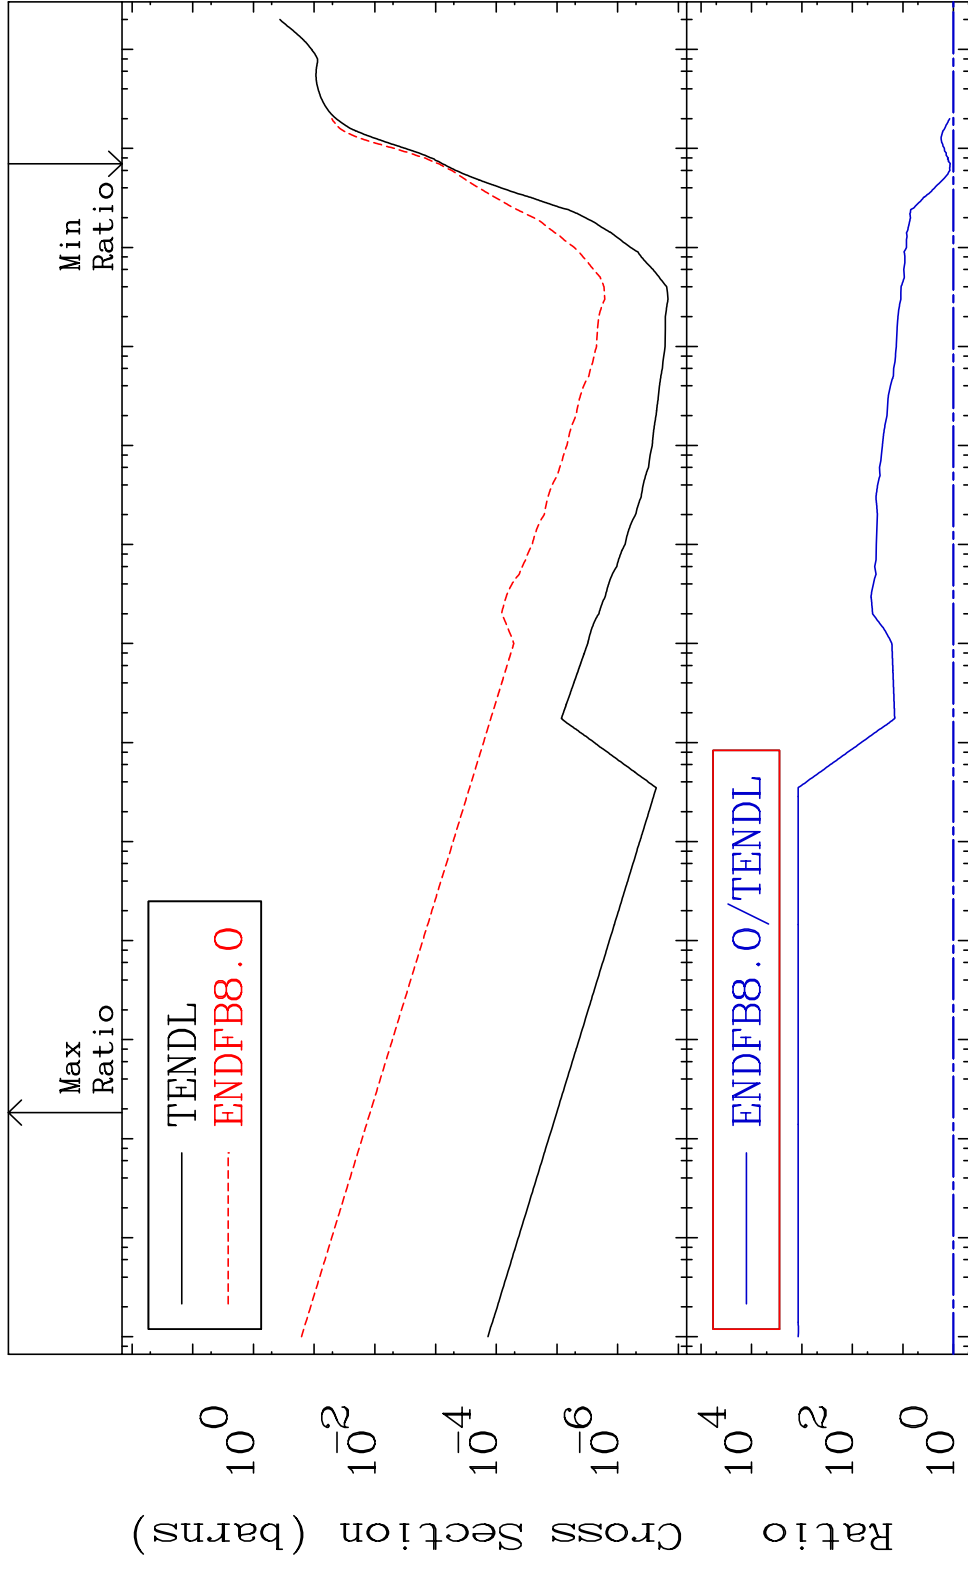 Max
Ratio
Min
Ratio
TENDL
ENDFB8.0
10^0
10^-2
10^-4
10^-6
Cross Section (barns)
ENDFB8.0/TENDL
10^4
10^2
10^0
Ratio